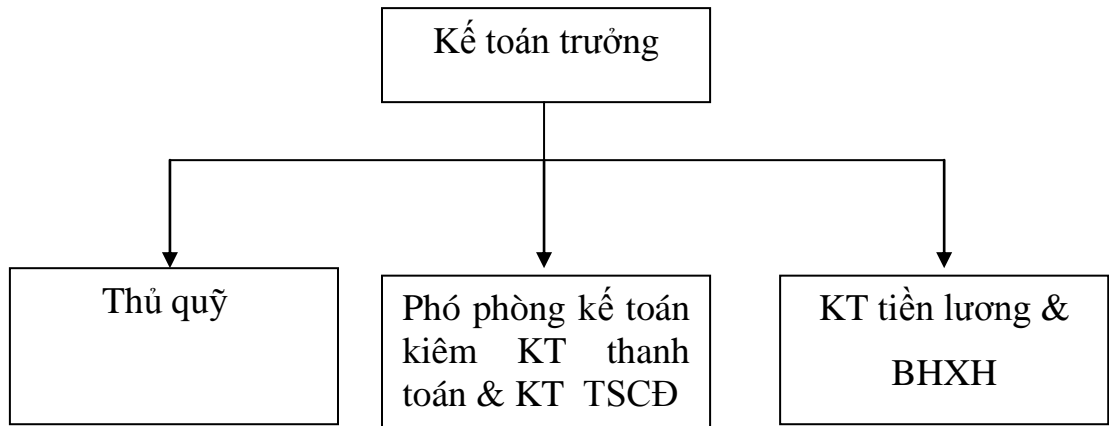 Kế toán trưởng
Thủ quỹ
Phó phòng kế toán
kiêm KT thanh
toán & KT TSCĐ
KT tiền lương &
BHXH